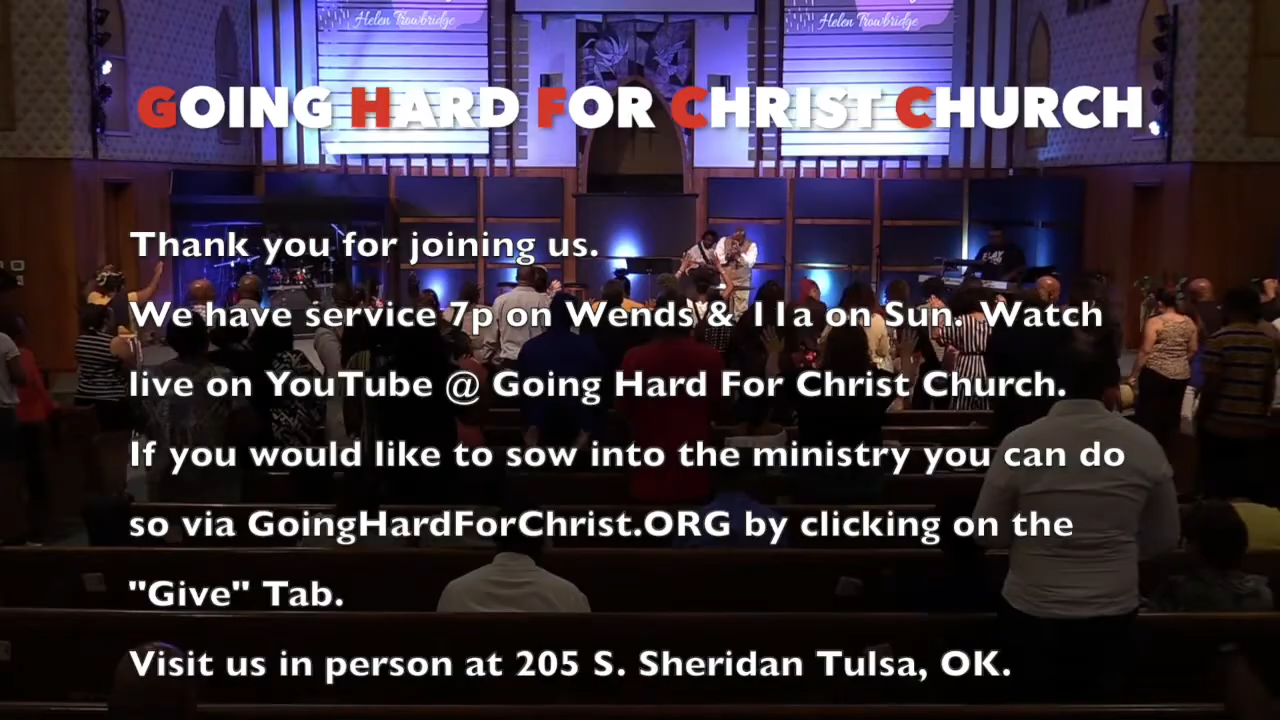 Helen Trowbridge
Helen Trowbridge
GOING HARD FOR CHRIST CHURCH
Thank you for joining us.
We have service 7p on Wends & 11a on Sun.  Watch
live on YouTube @ Going Hard For Christ Church.
If you would like to sow into the ministry you can do
so via GoingHardForChrist.ORG by clicking on the
"Give" Tab.
Visit us in person at 205 S. Sheridan Tulsa, OK.